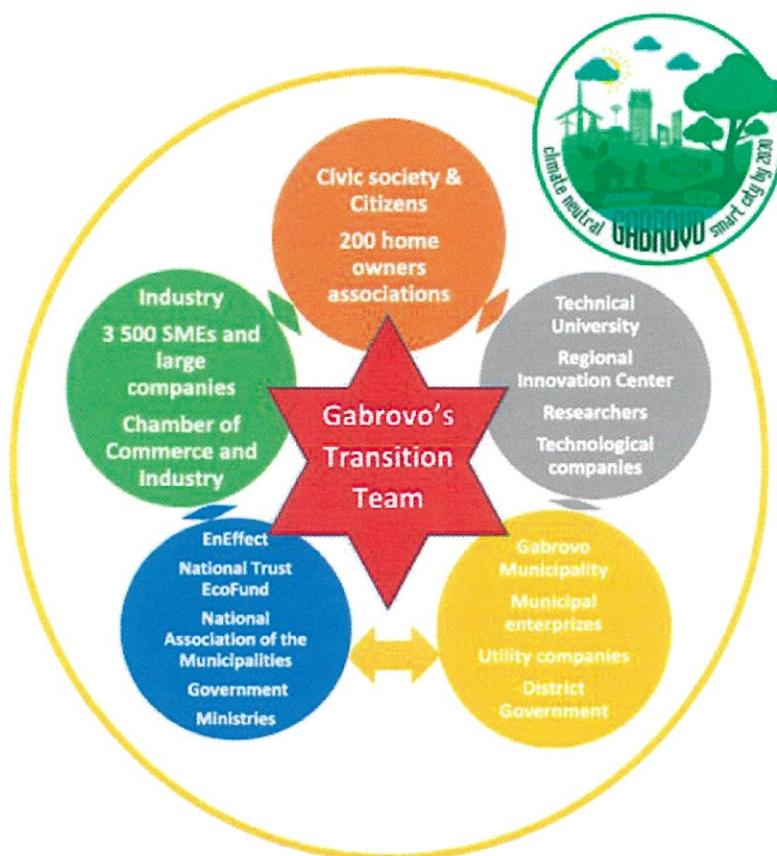 climate neutral GABROVO smart city by 2030
Civic society &
Citizens
200 home
owners
associations
Industry
3 500 SMEs and
large
companies
Chamber of
Commerce and
Industry
Technical
University
Regional
Innovation Center
Researchers
Technological
companies
Gabrovo's
Transition
Team
EnEffect
National Trust
EcoFund
National
Association of the
Municipalities
Government
Ministries
Gabrovo
Municipality
Municipal
enterprizes
Utility companies
District
Government